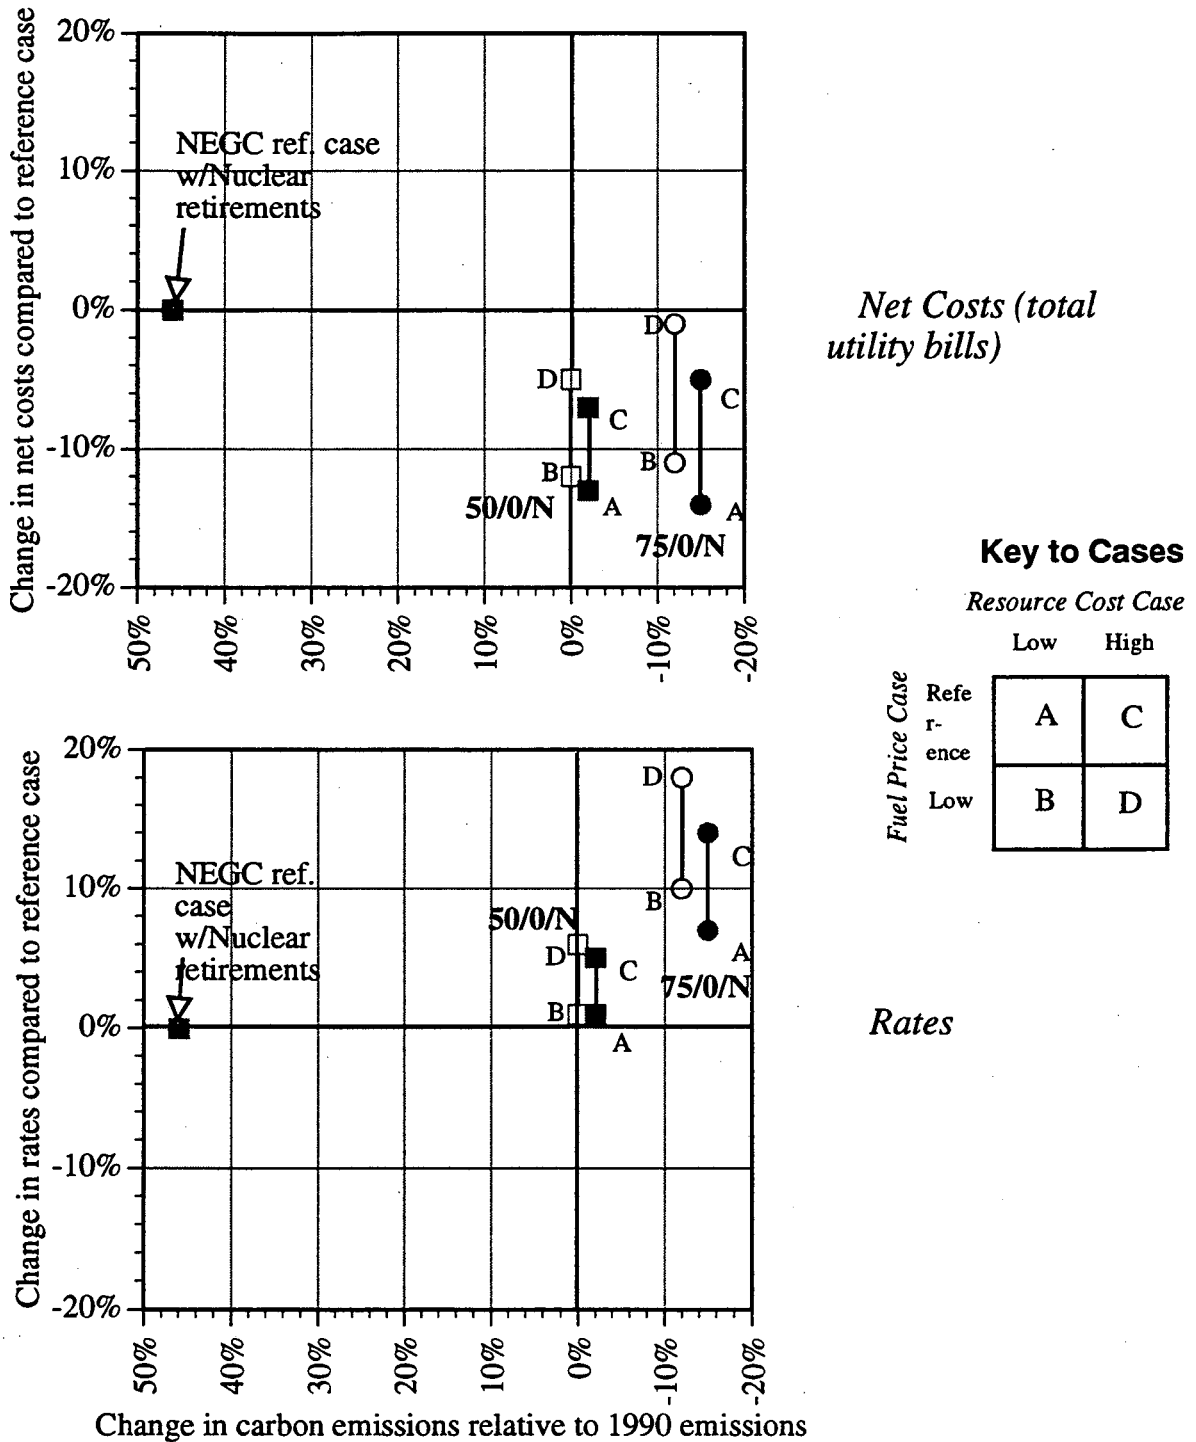 Change in net costs compared to reference case
20%
10%
0%
-10%
-20%
NEGC ref. case
w/Nuclear
retirements
D
D
C
C
B
B
50/0/N
A
A
75/0/N
50%
40%
30%
20%
10%
0%
-10%
-20%
Net Costs (total
utility bills)
Key to Cases
Resource Cost Case
Low
High
Fuel Price Case
Refe
r-
ence
A
C
Low
B
D
Change in rates compared to reference case
20%
10%
0%
-10%
-20%
NEGC ref.
case
w/Nuclear
retirements
D
C
B
A
50/0/N
D
C
75/0/N
B
A
50%
40%
30%
20%
10%
0%
-10%
-20%
Rates
Change in carbon emissions relative to 1990 emissions